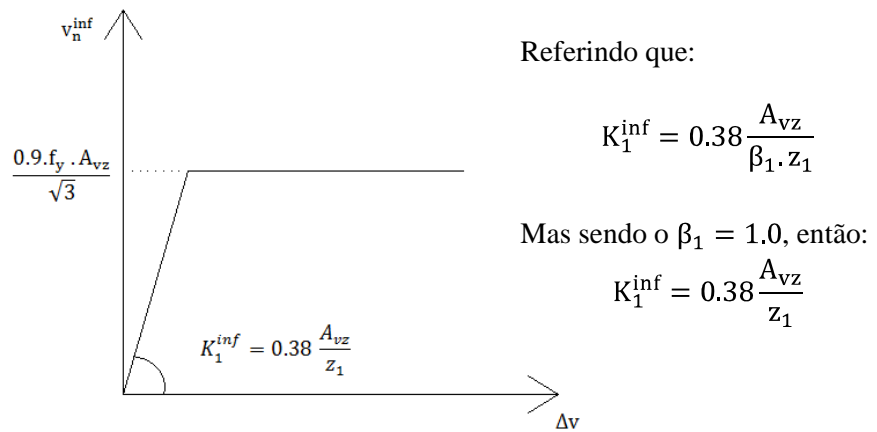 v_n^inf
0.9.f_y . A_vz / √3
K_1^inf = 0.38 A_vz / z_1
Δv
Referindo que:
K_1^inf = 0.38 A_vz / β_1. z_1
Mas sendo o β_1 = 1.0, então:
K_1^inf = 0.38 A_vz / z_1